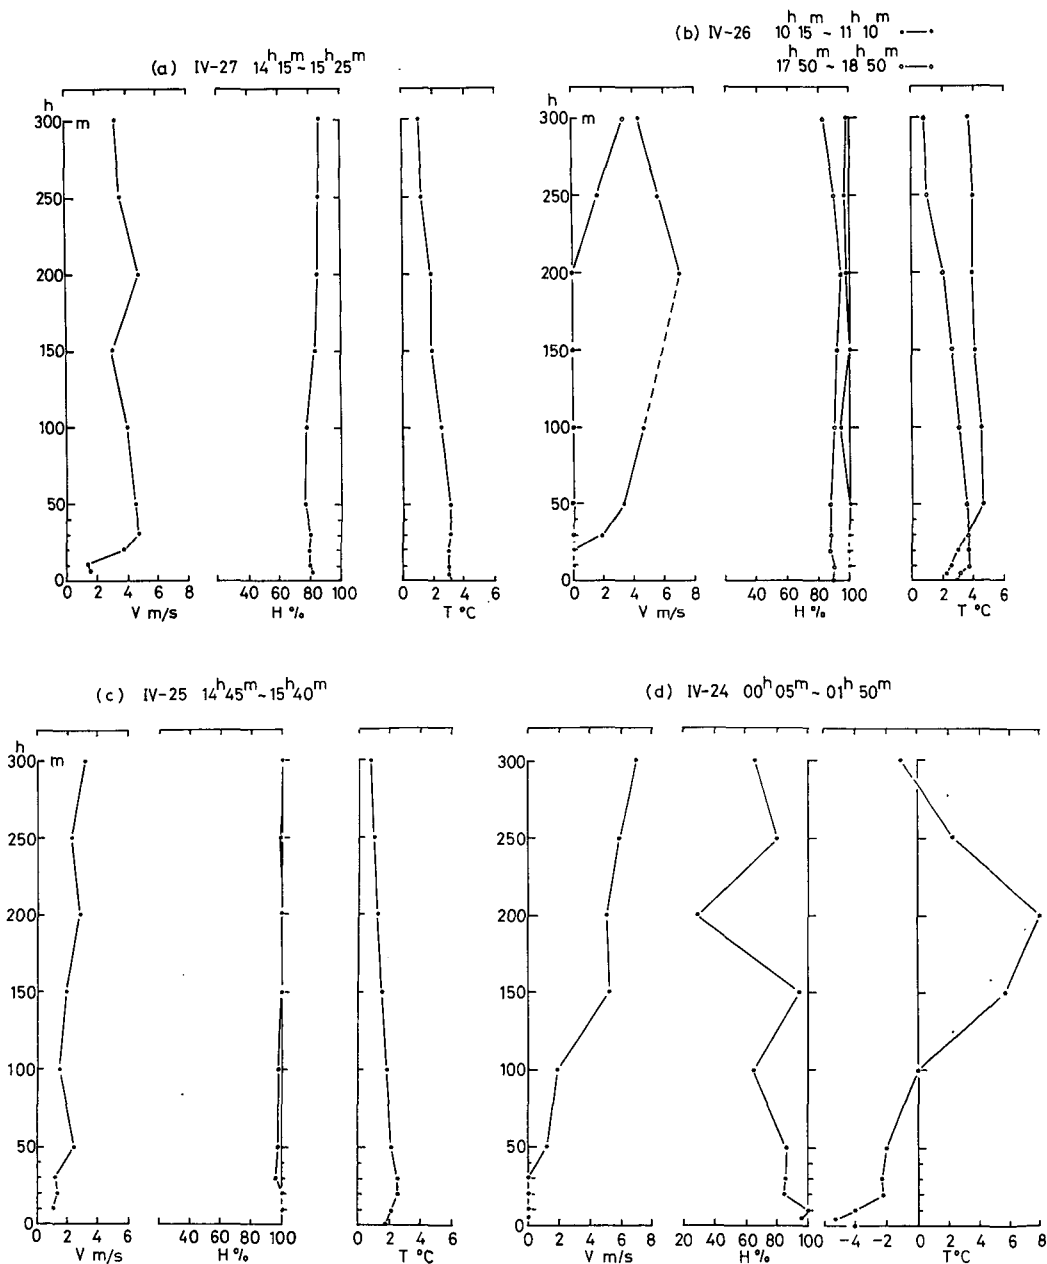 (a) IV-27 14h15m~15h25m
h
300 m
250
200
150
100
50
0
0 2 4 6 8
V m/s
20 40 60 80 100
H %
0 2 4 6
T °C
(b) IV-26 10h15m ~ 11h10m
17h50m ~ 18h50m
h
300 m
250
200
150
100
50
0
0 2 4 6 8
V m/s
20 40 60 80 100
H %
0 2 4 6
T °C
(c) IV-25 14h45m~15h40m
h
300 m
250
200
150
100
50
0
0 2 4 6
V m/s
20 40 60 80 100
H %
0 2 4 6
T °C
(d) IV-24 00h05m~01h50m
300
250
200
150
100
50
0
0 2 4 6 8
V m/s
20 40 60 80 100
H %
-4 -2 0 2 4 6 8
T °C